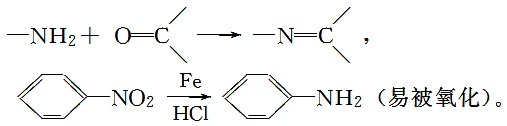 —NH₂+ O═C ⟶ —N═C ,
—NO₂ Fe HCl —NH₂ (易被氧化)。